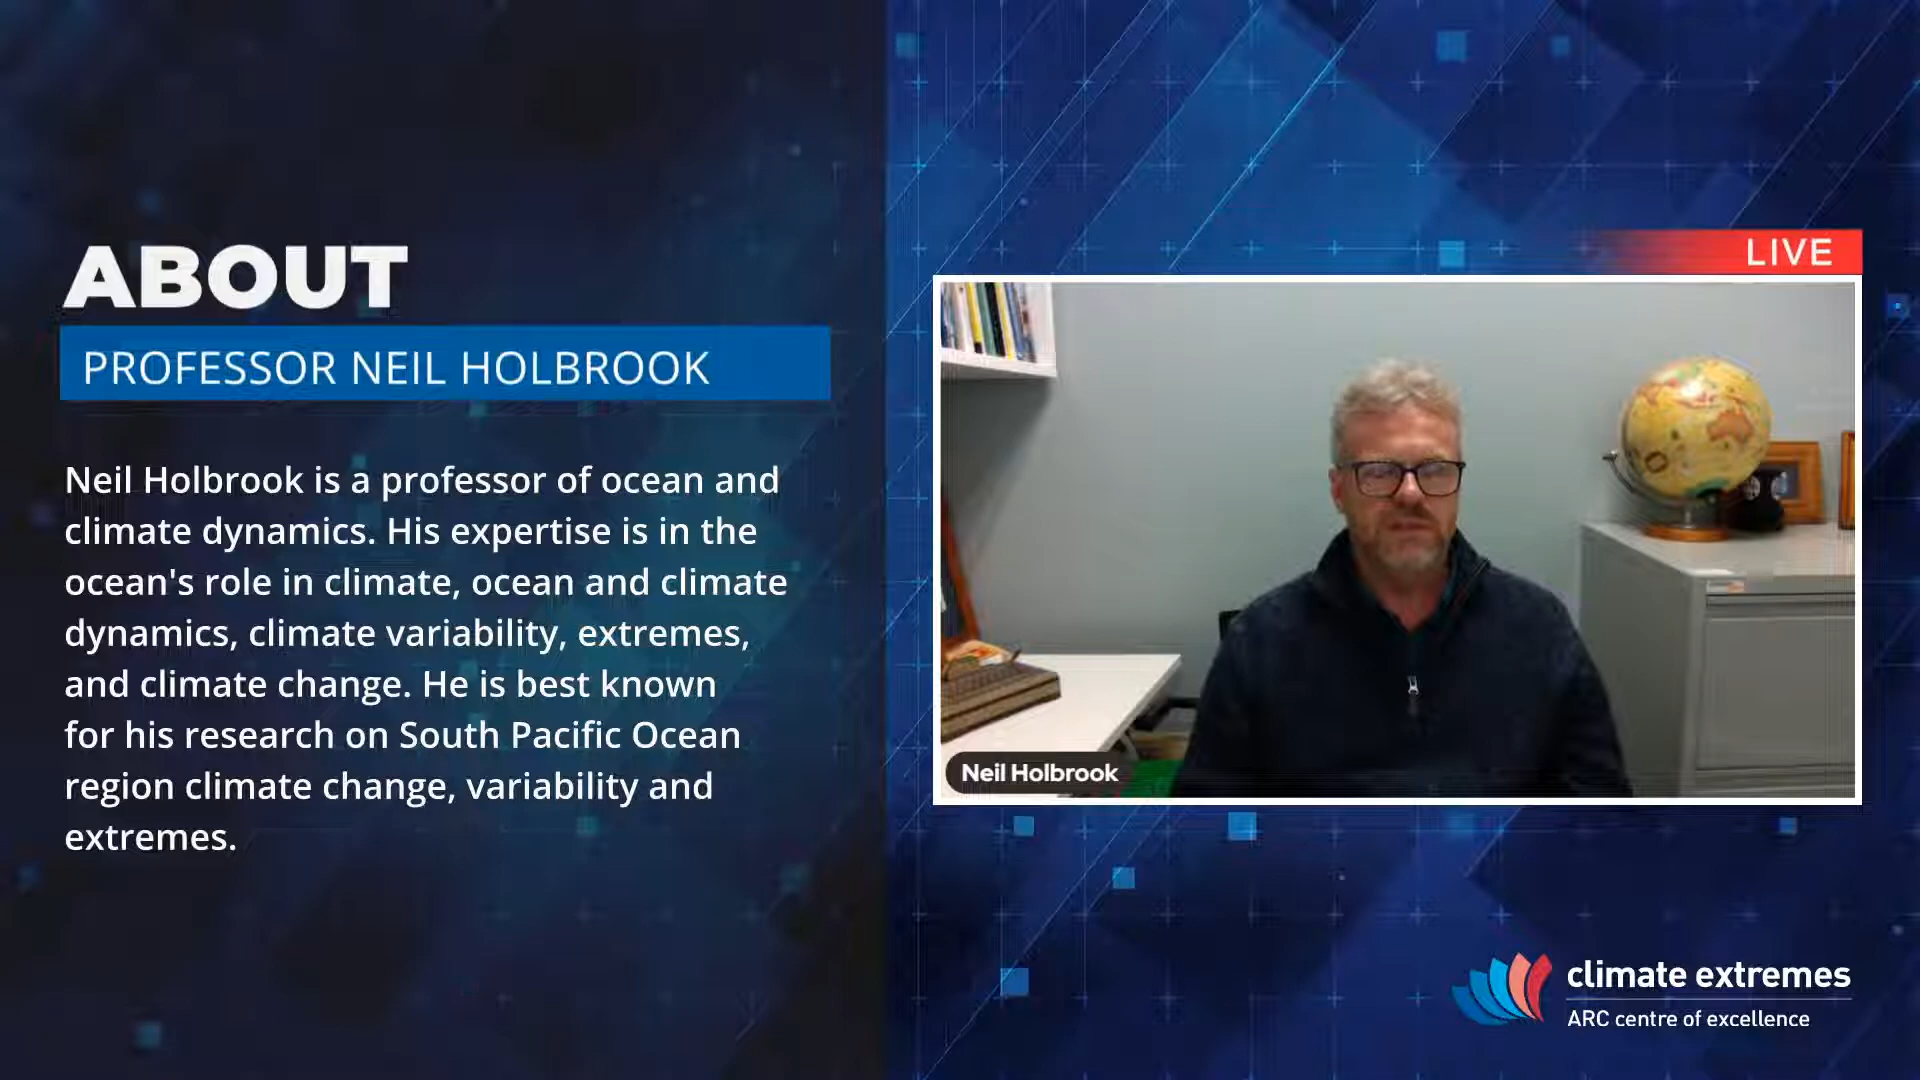 ABOUT
PROFESSOR NEIL HOLBROOK
Neil Holbrook is a professor of ocean and
climate dynamics. His expertise is in the
ocean's role in climate, ocean and climate
dynamics, climate variability, extremes,
and climate change. He is best known
for his research on South Pacific Ocean
region climate change, variability and
extremes.
LIVE
Neil Holbrook
climate extremes
ARC centre of excellence